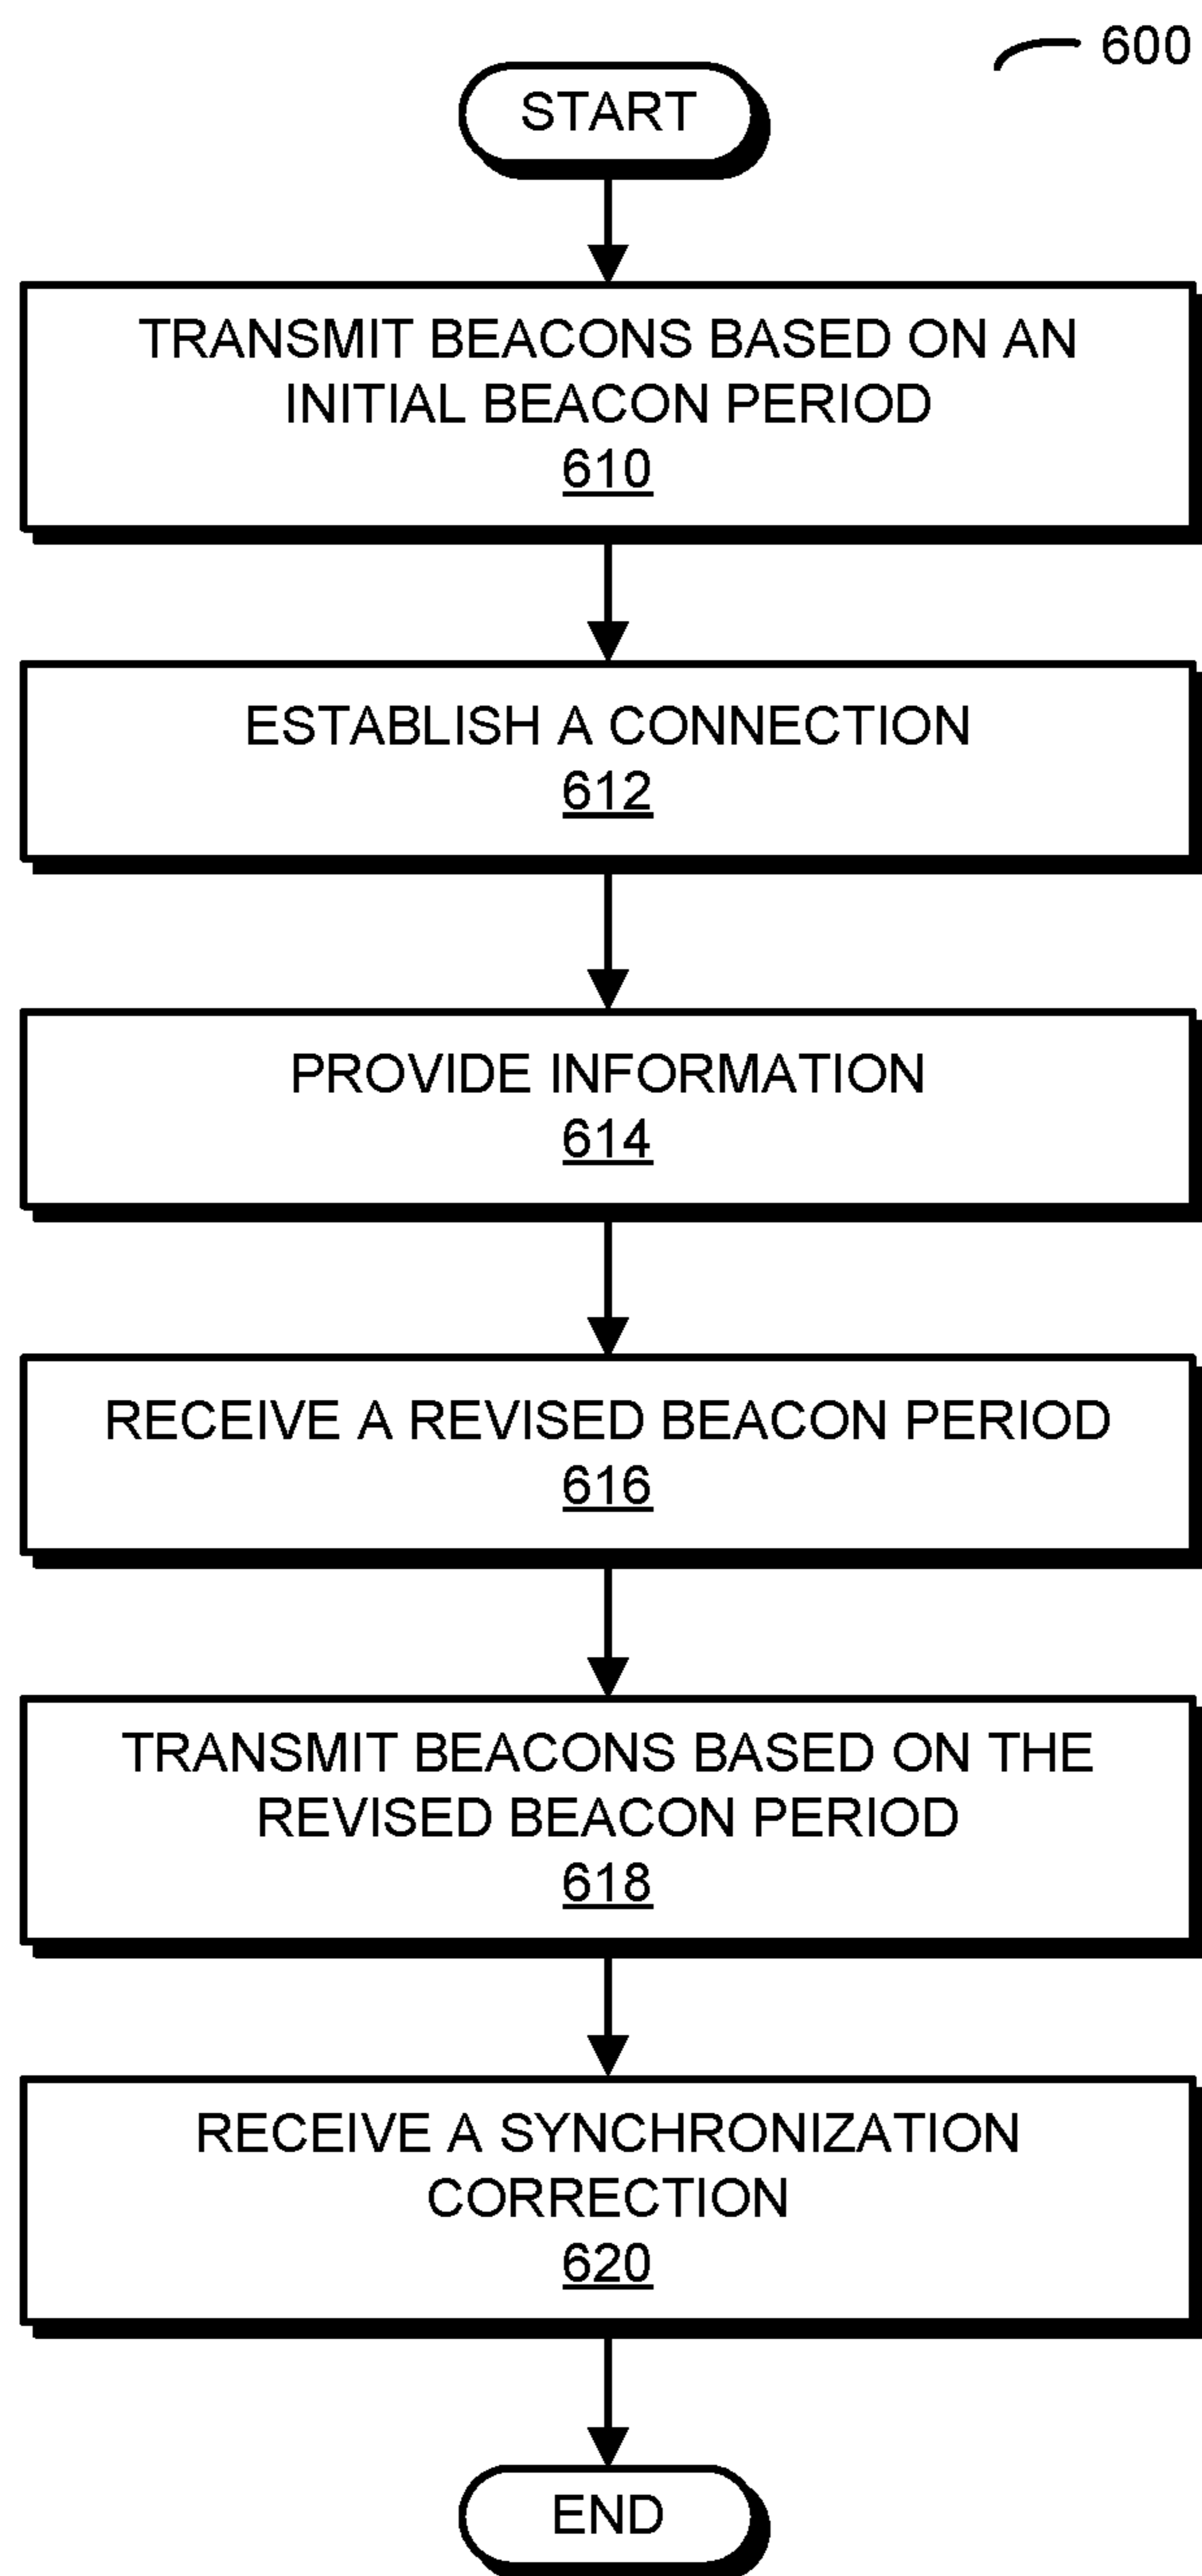 600
START
TRANSMIT BEACONS BASED ON AN
INITIAL BEACON PERIOD
610
ESTABLISH A CONNECTION
612
PROVIDE INFORMATION
614
RECEIVE A REVISED BEACON PERIOD
616
TRANSMIT BEACONS BASED ON THE
REVISED BEACON PERIOD
618
RECEIVE A SYNCHRONIZATION
CORRECTION
620
END